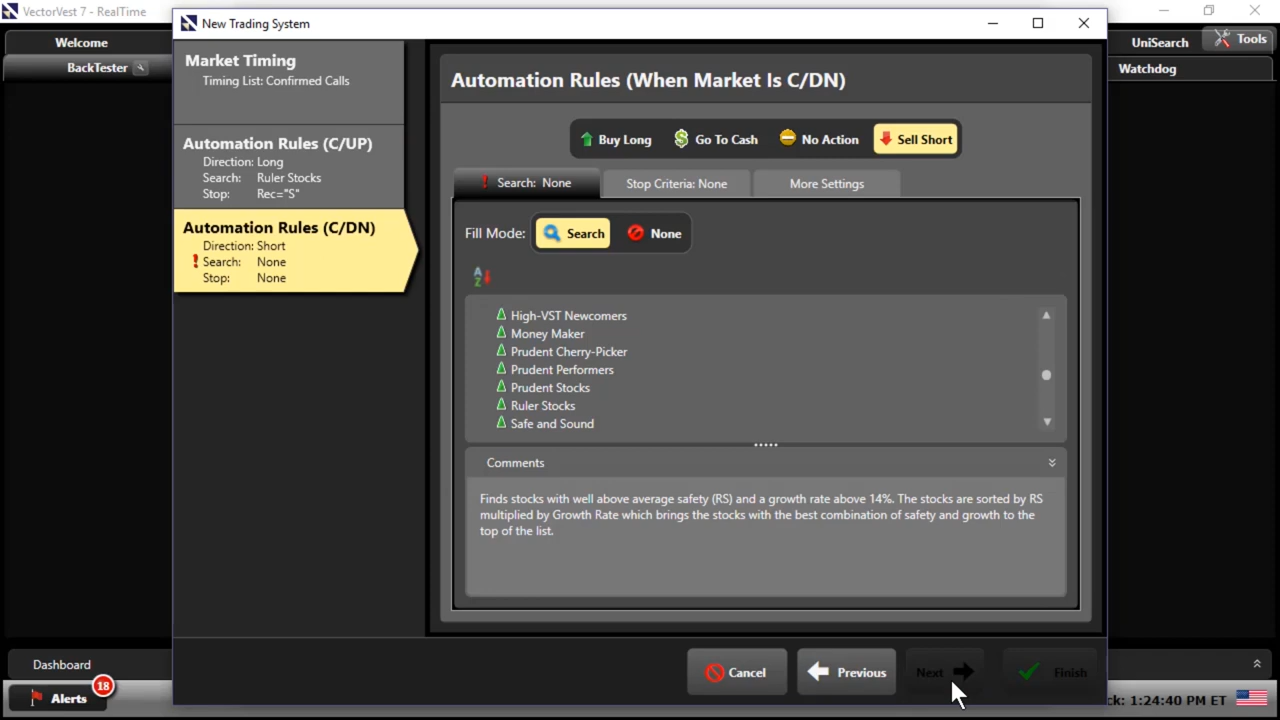 VectorVest 7 - RealTime
New Trading System
Welcome
UniSearch
Tools
BackTester
Watchdog
Market Timing
Timing List: Confirmed Calls
Automation Rules (C/UP)
Direction: Long
Search: Ruler Stocks
Stop: Rec="S"
Automation Rules (C/DN)
Direction: Short
! Search: None
Stop: None
Automation Rules (When Market Is C/DN)
Buy Long
$ Go To Cash
No Action
Sell Short
! Search: None
Stop Criteria: None
More Settings
Fill Mode: Search None
A
Z
High-VST Newcomers
Money Maker
Prudent Cherry-Picker
Prudent Performers
Prudent Stocks
Ruler Stocks
Safe and Sound
Comments
Finds stocks with well above average safety (RS) and a growth rate above 14%. The stocks are sorted by RS
multiplied by Growth Rate which brings the stocks with the best combination of safety and growth to the
top of the list.
Cancel
Previous
Next
Finish
Dashboard
Alerts
18
ck: 1:24:40 PM ET